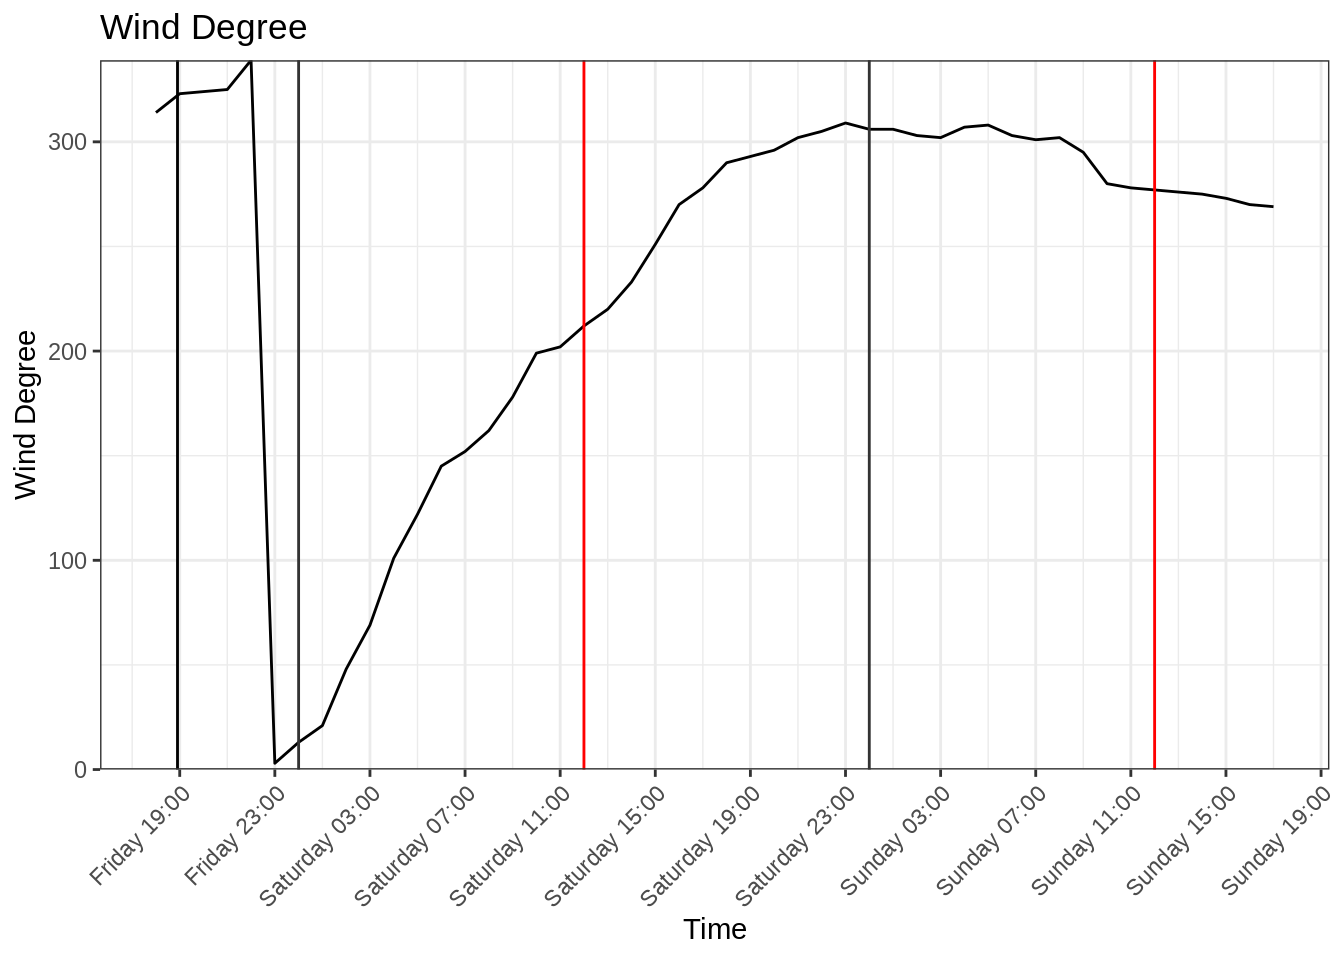 Wind Degree
Wind Degree
300
200
100
0
Friday 19:00
Friday 23:00
Saturday 03:00
Saturday 07:00
Saturday 11:00
Saturday 15:00
Saturday 19:00
Saturday 23:00
Sunday 03:00
Sunday 07:00
Sunday 11:00
Sunday 15:00
Sunday 19:00
Time